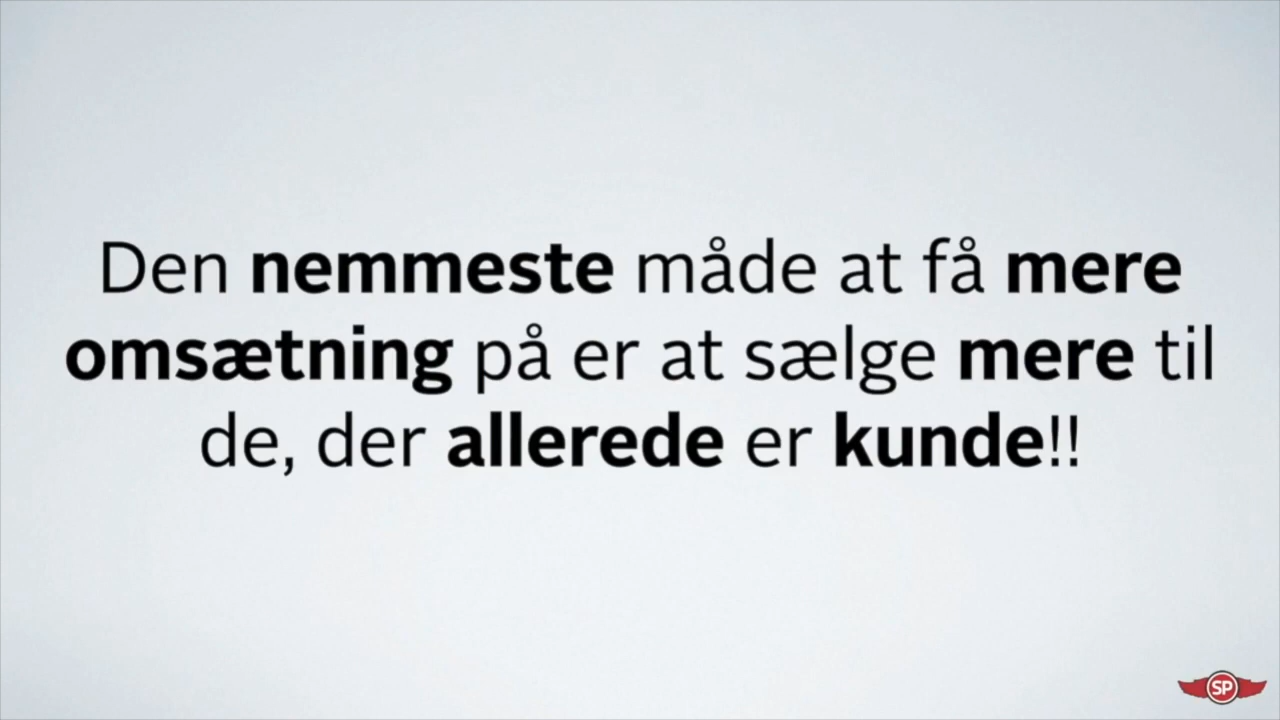 Den nemmeste måde at få mere
omsætning på er at sælge mere til
de, der allerede er kunde!!
SP